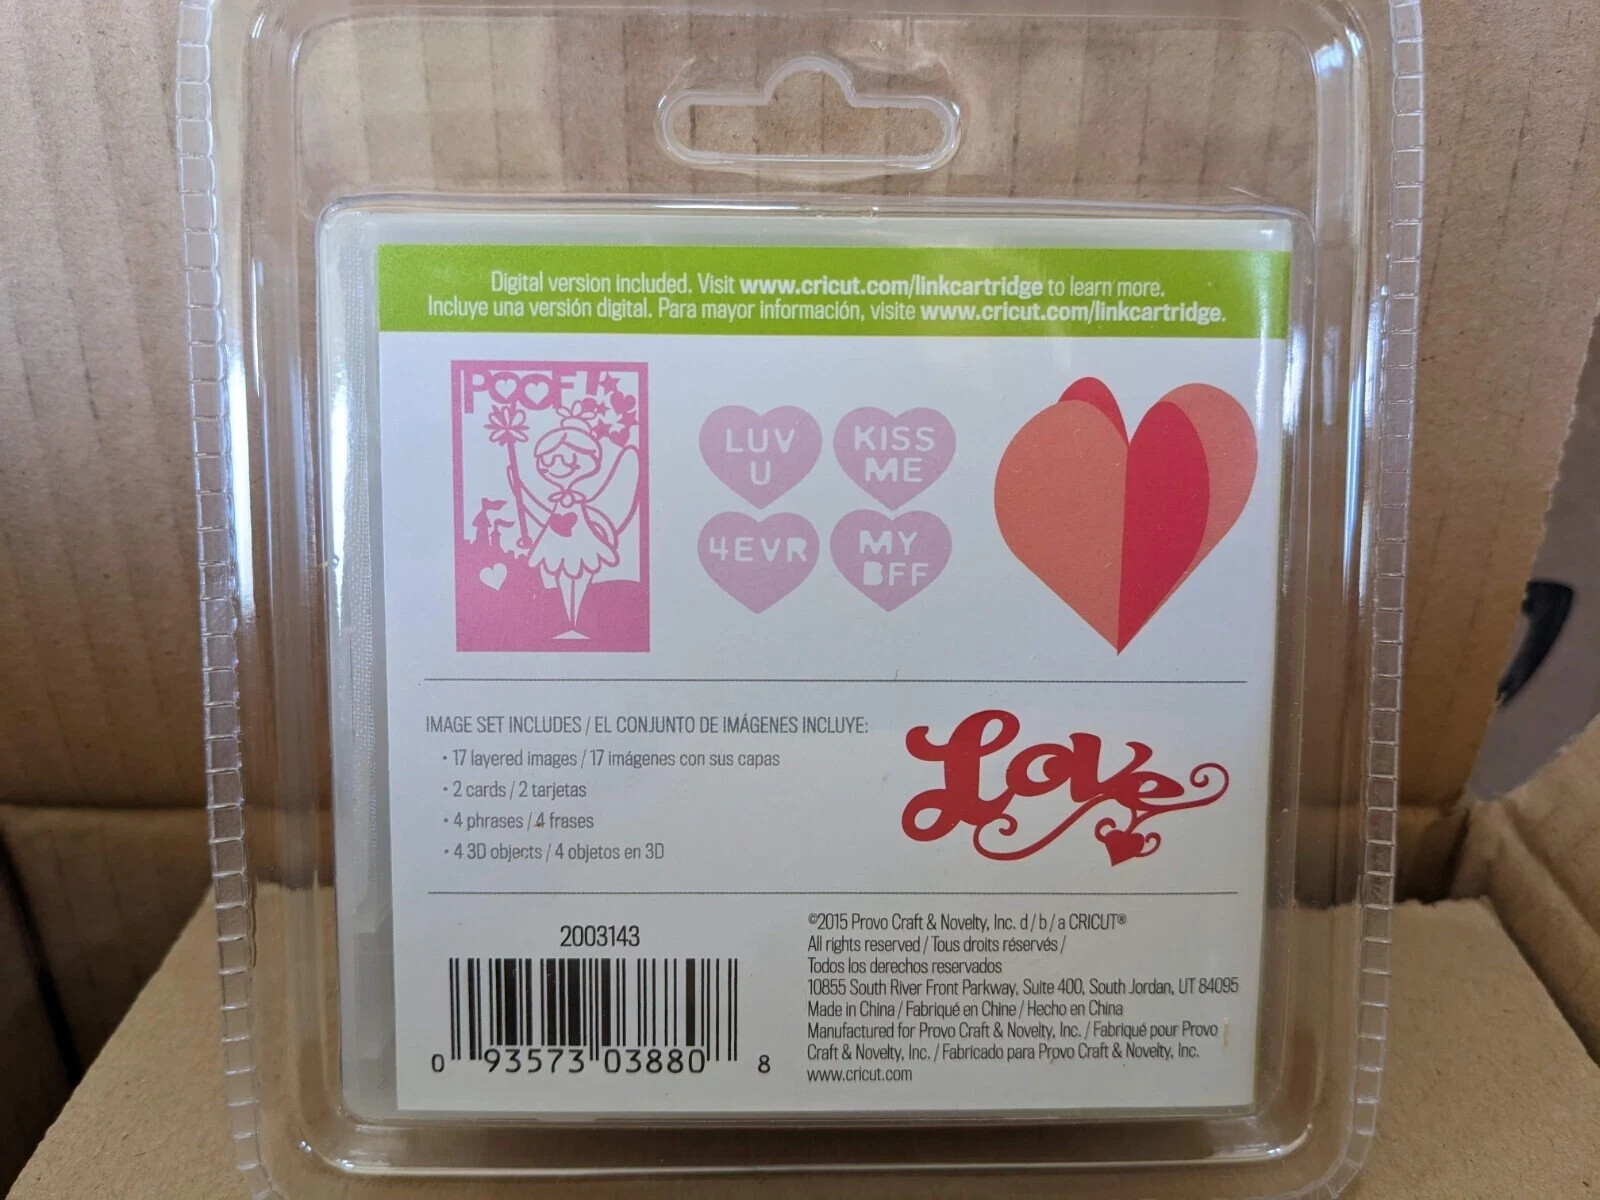 Digital version included. Visit www.cricut.com/linkcartridge to learn more.
Incluye una versión digital. Para mayor información, visite www.cricut.com/linkcartridge.
POOF!
LUV
U
KISS
ME
4EVR
MY
BFF
IMAGE SET INCLUDES / EL CONJUNTO DE IMÁGENES INCLUYE:
• 17 layered images / 17 imágenes con sus capas
• 2 cards / 2 tarjetas
• 4 phrases / 4 frases
• 4 3D objects / 4 objetos en 3D
Love
2003143
0 93573 03880 8
©2015 Provo Craft & Novelty, Inc. d / b / a CRICUT®
All rights reserved / Tous droits réservés /
Todos los derechos reservados
10855 South River Front Parkway, Suite 400, South Jordan, UT 84095
Made in China / Fabriqué en Chine / Hecho en China
Manufactured for Provo Craft & Novelty, Inc. / Fabriqué pour Provo
Craft & Novelty, Inc. / Fabricado para Provo Craft & Novelty, Inc.
www.cricut.com